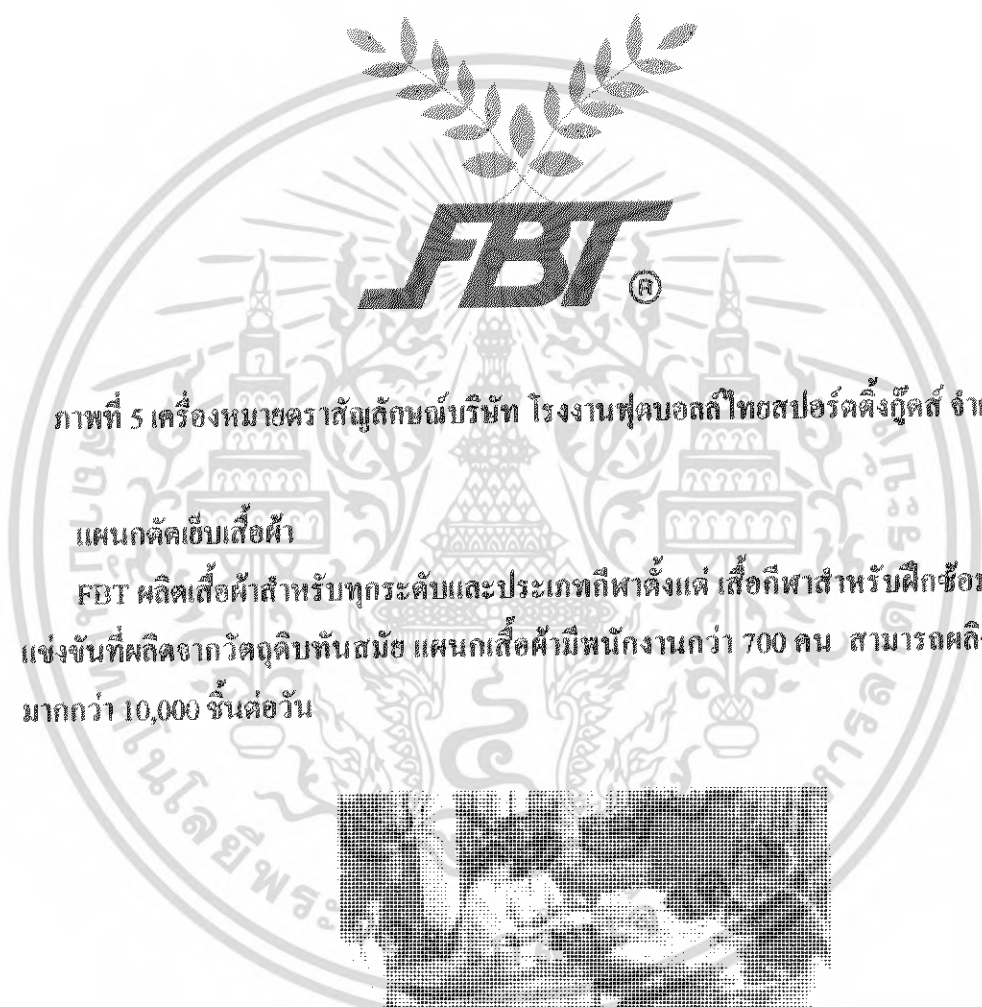 FBT ®
ภาพที่ 5 เครื่องหมายตราสัญลักษณ์บริษัท โรงงานฟุตบอลล์ไทยสปอร์ตติ้งกู๊ดส์
แผนกตัดเย็บเสื้อผ้า
FBT ผลิตเสื้อผ้าสำหรับทุกระดับและประเภทกีฬาตั้งแต่ เสื้อกีฬาสำหรับฝึกซ้อม
แข่งขันที่ผลิตจากวัตถุดิบทันสมัย แผนกเสื้อผ้ามีพนักงานกว่า 700 คน สามารถผลิต
มากกว่า 10,000 ชิ้นต่อวัน